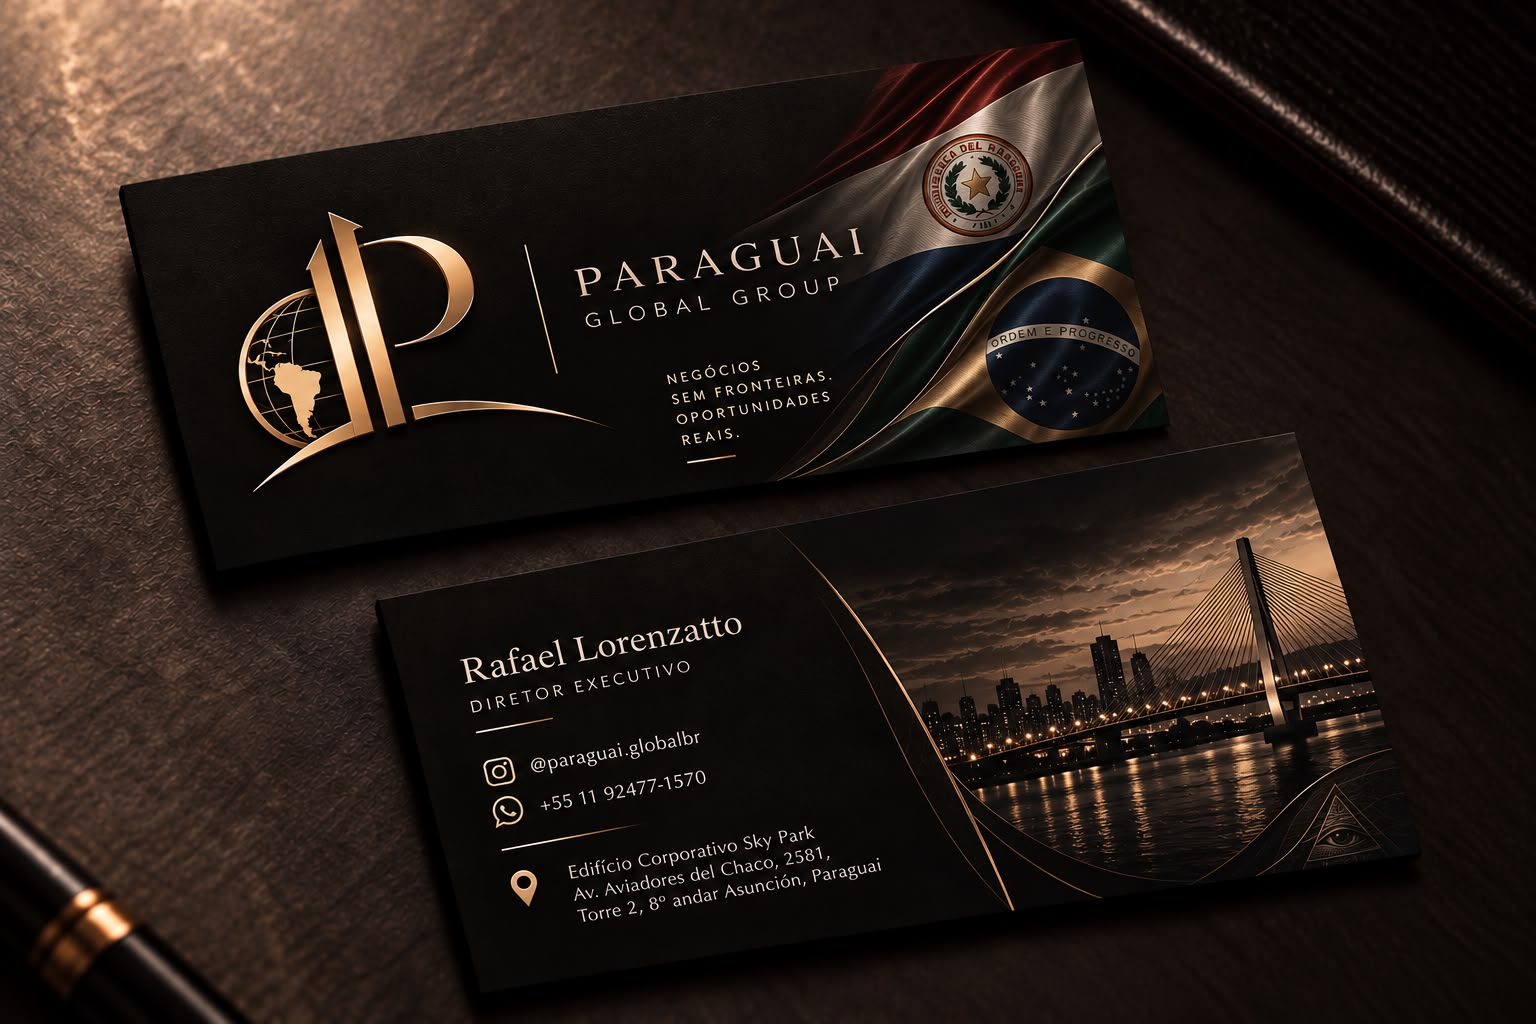 PARAGUAI
GLOBAL GROUP
NEGÓCIOS
SEM FRONTEIRAS.
OPORTUNIDADES
REAIS.
ORDEM E PROGRESSO
Rafael Lorenzatto
DIRETOR EXECUTIVO
@paraguai.globalbr
+55 11 92477-1570
Edifício Corporativo Sky Park
Av. Aviadores del Chaco, 2581,
Torre 2, 8º andar Asunción, Paraguai